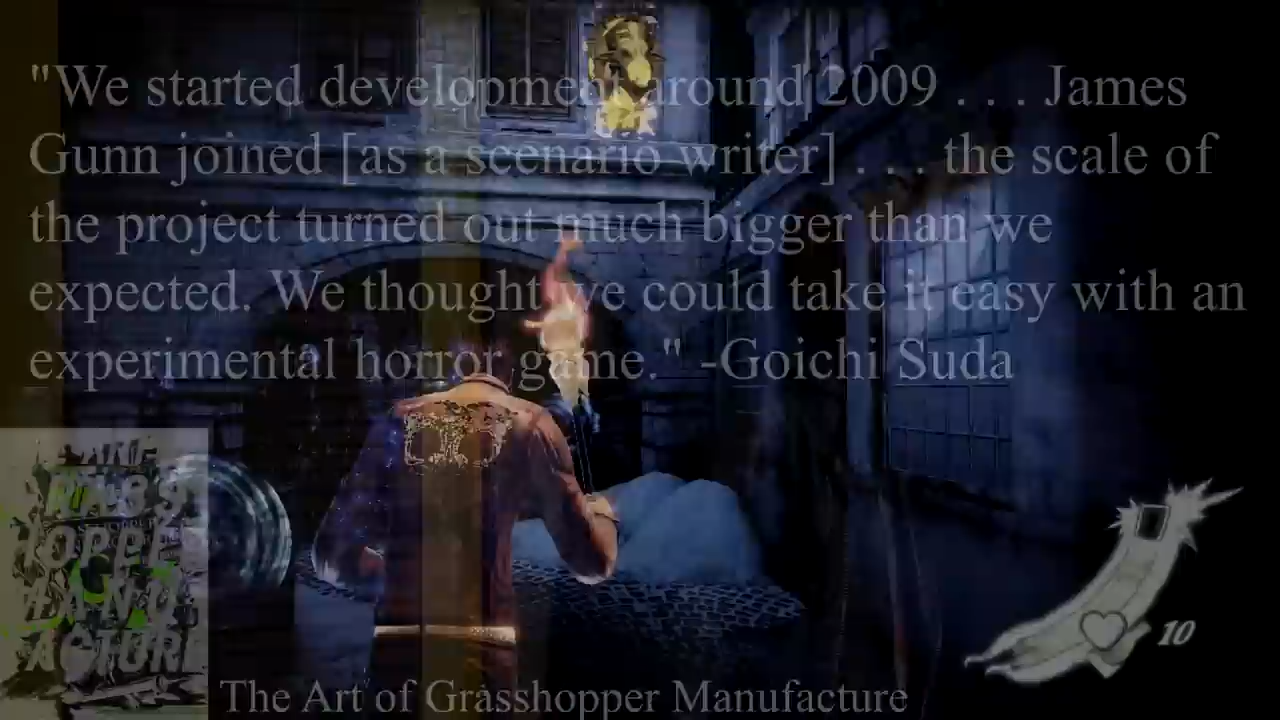 "We started development around 2009 . . . James
Gunn joined [as a scenario writer] . . . the scale of
the project turned out much bigger than we
expected. We thought we could take it easy with an
experimental horror game." -Goichi Suda
10
The Art of Grasshopper Manufacture